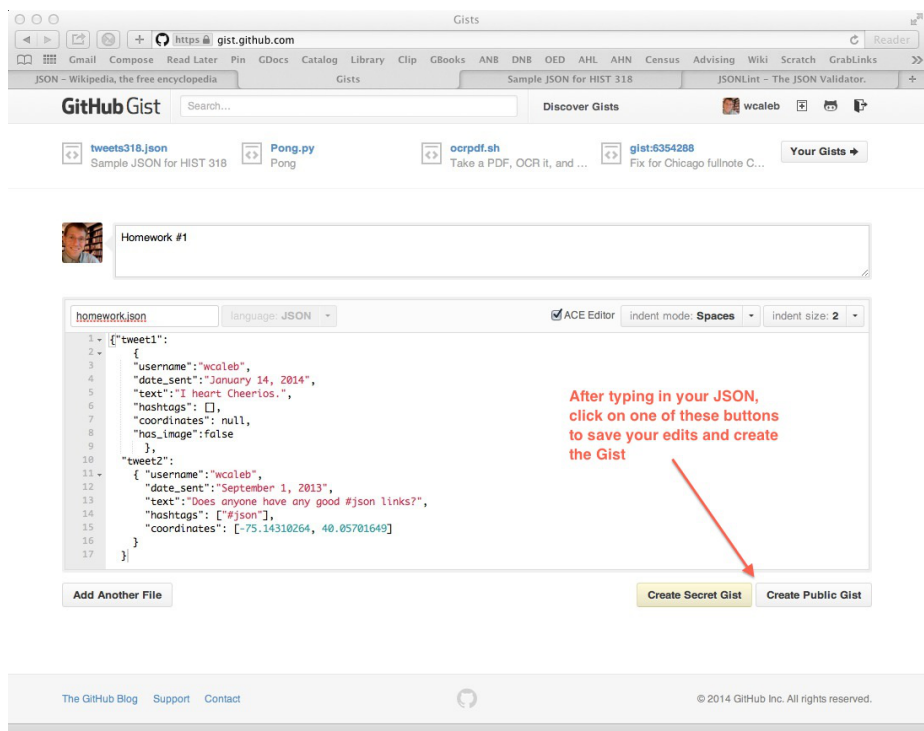 Gists
https gist.github.com
Reader
Gmail Compose Read Later Pin GDocs Catalog Library Clip GBooks ANB DNB OED AHL AHN Census Advising Wiki Scratch GrabLinks
JSON – Wikipedia, the free encyclopedia Gists Sample JSON for HIST 318 JSONLint – The JSON Validator.
GitHub Gist Search... Discover Gists wcaleb
tweets318.json Pong.py ocrpdf.sh gist:6354288 Your Gists
Sample JSON for HIST 318 Pong Take a PDF, OCR it, and ... Fix for Chicago fullnote C...
Homework #1
homework.json language: JSON ACE Editor indent mode: Spaces indent size: 2
1 {"tweet1":
2 {
3 "username":"wcaleb",
4 "date_sent":"January 14, 2014",
5 "text":"I heart Cheerios.",
6 "hashtags": [],
7 "coordinates": null,
8 "has_image":false
9 },
10 "tweet2":
11 { "username":"wcaleb",
12 "date_sent":"September 1, 2013",
13 "text":"Does anyone have any good #json links?",
14 "hashtags": ["#json"],
15 "coordinates": [-75.14310264, 40.05701649]
16 }
17 }
After typing in your JSON,
click on one of these buttons
to save your edits and create
the Gist
Add Another File Create Secret Gist Create Public Gist
The GitHub Blog Support Contact © 2014 GitHub Inc. All rights reserved.